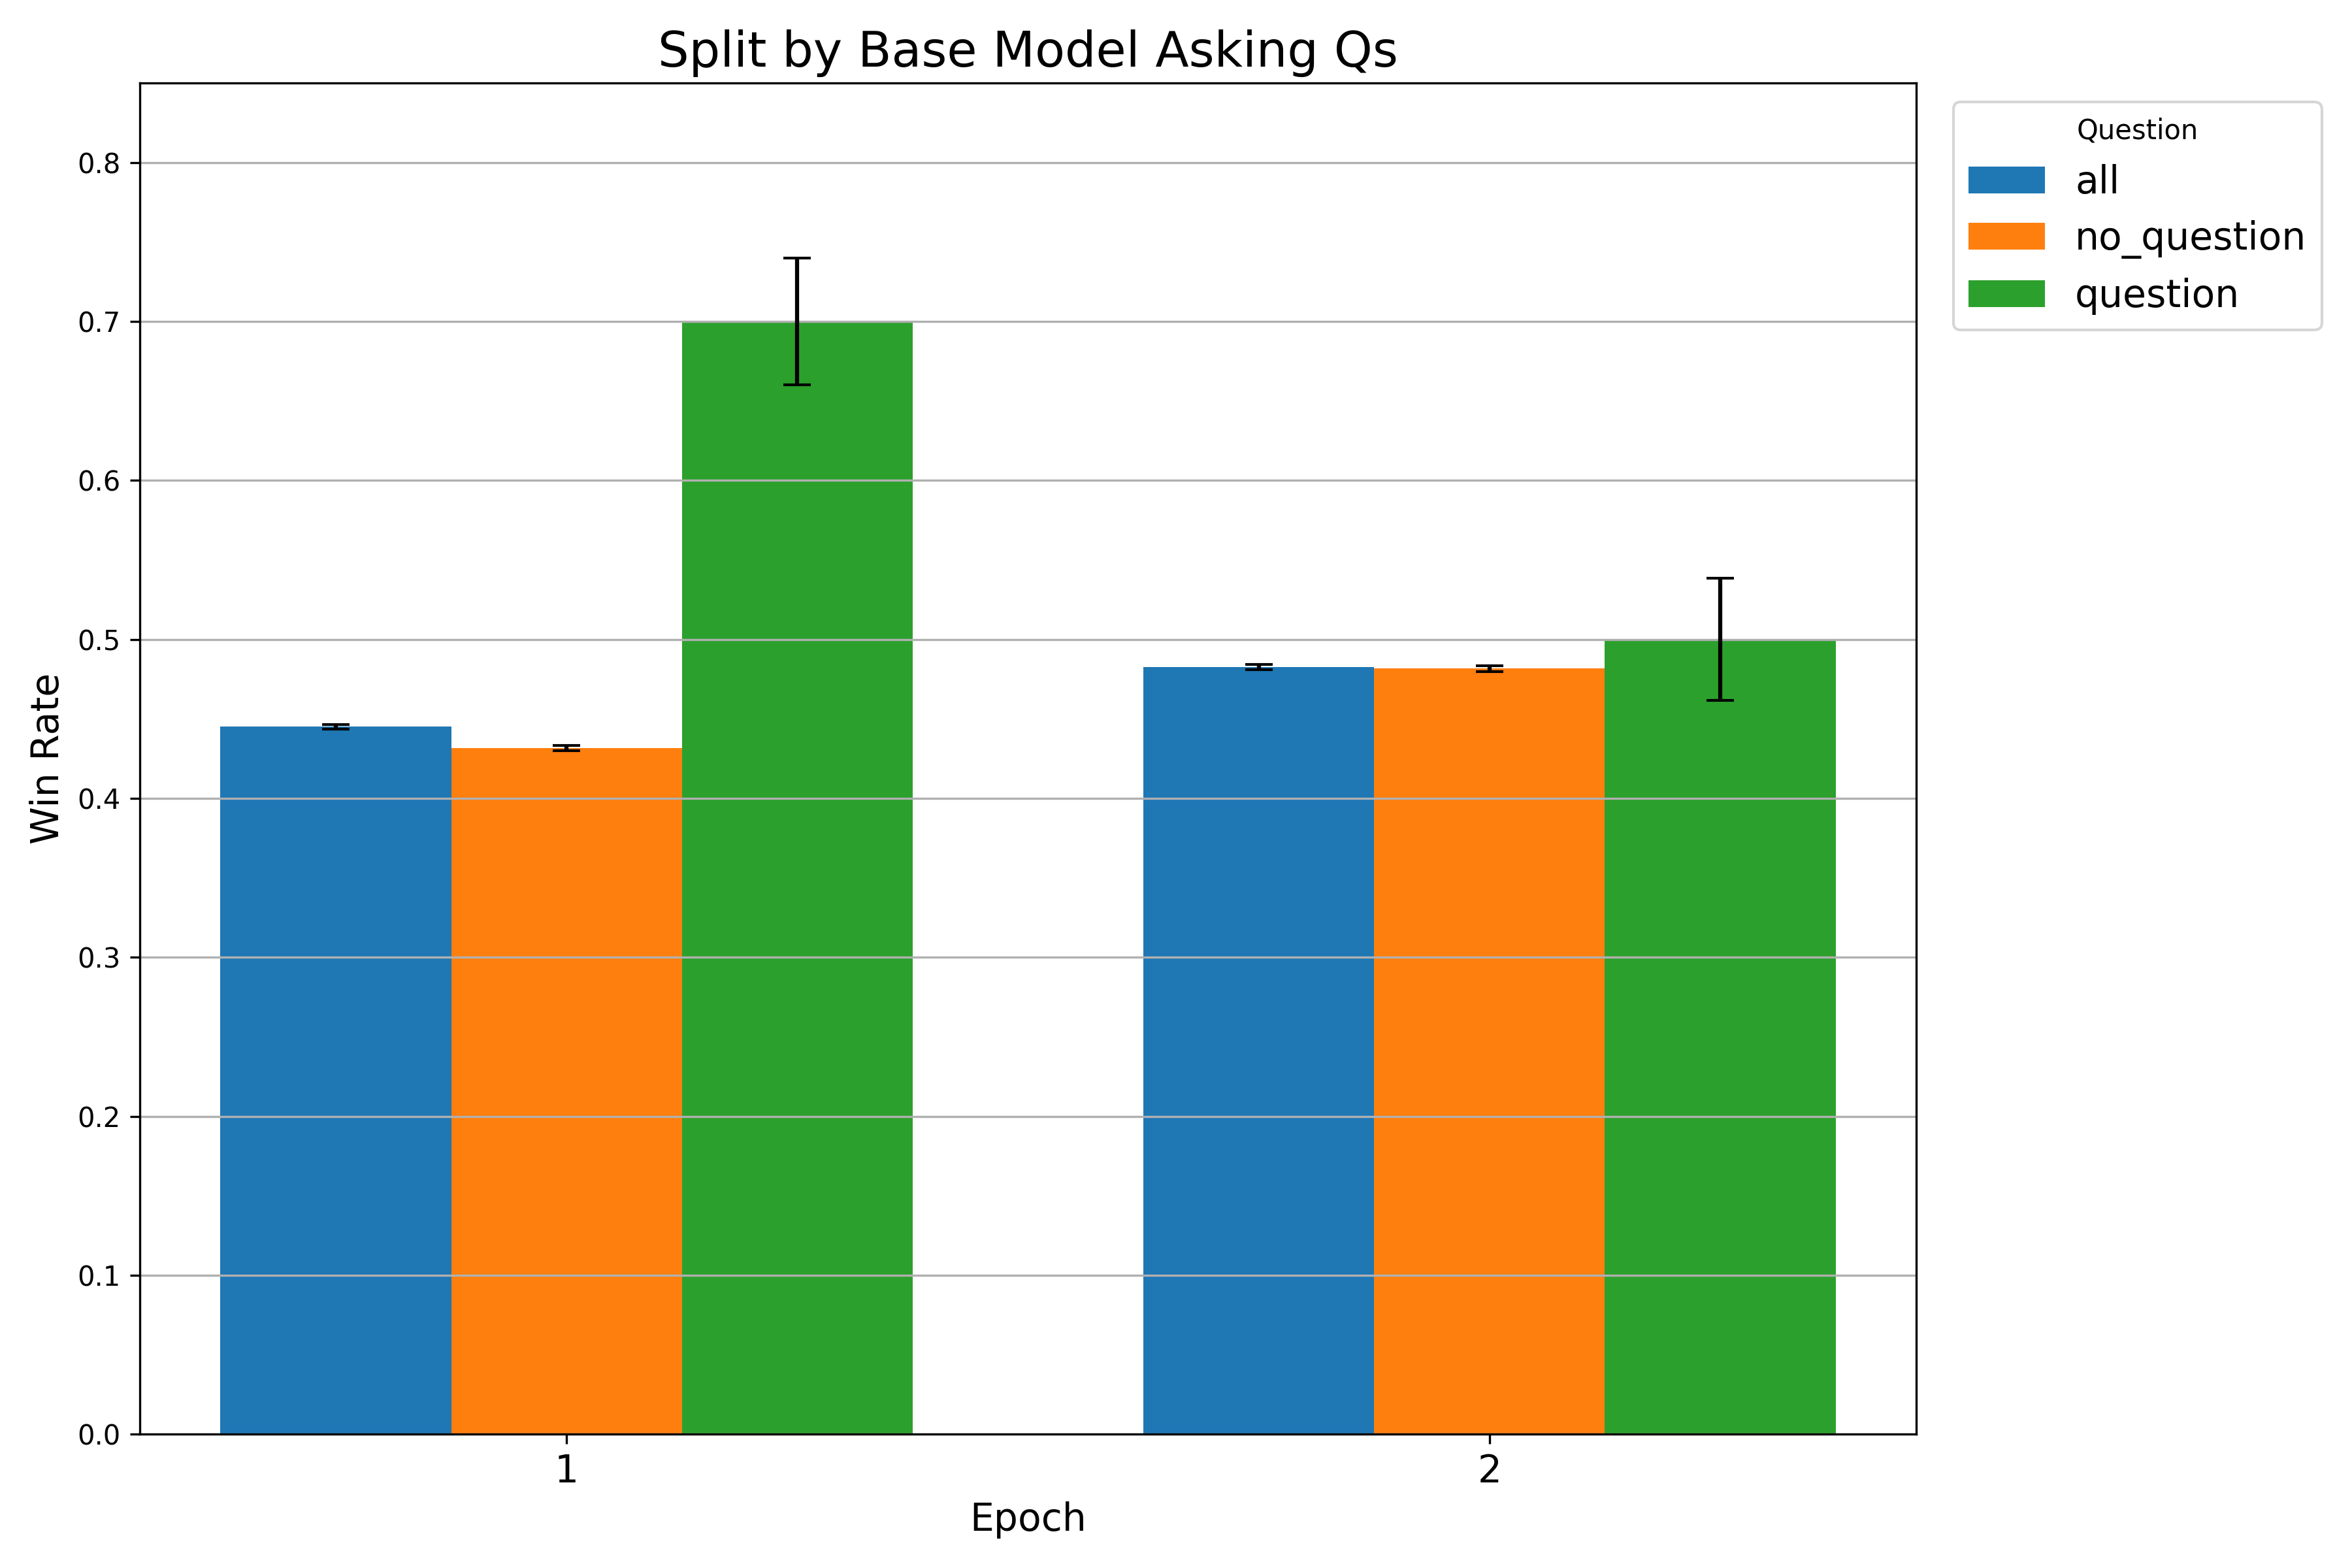 Split by Base Model Asking Qs
Question
all
no_question
question
Win Rate
0.8
0.7
0.6
0.5
0.4
0.3
0.2
0.1
0.0
1
2
Epoch